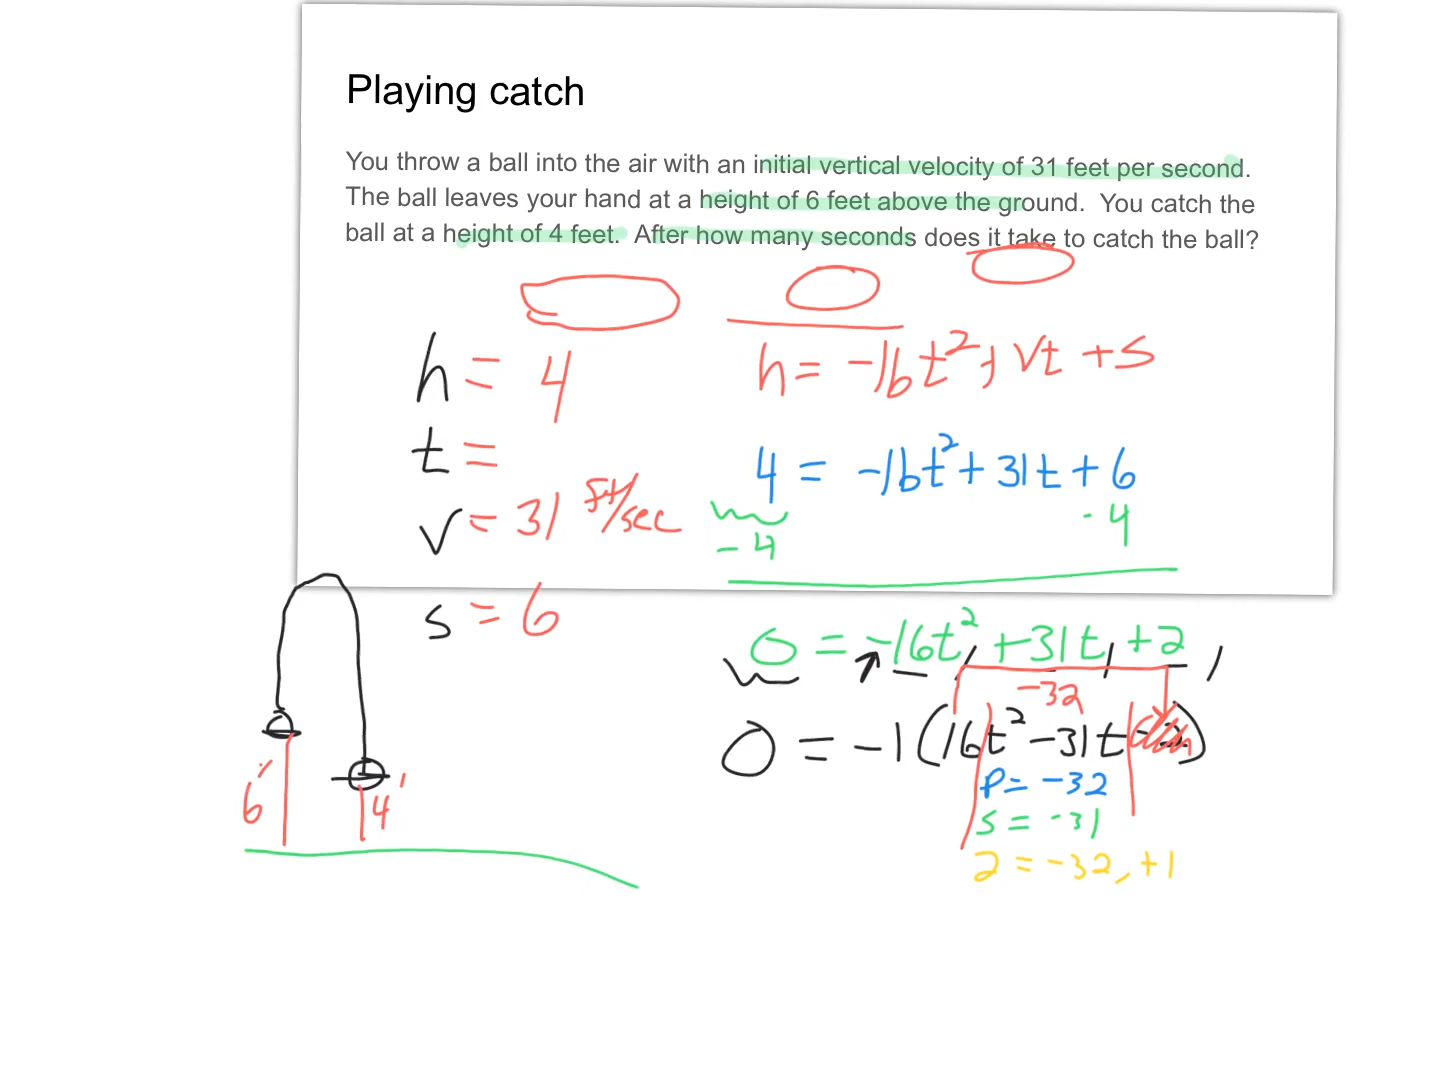 Playing catch
You throw a ball into the air with an initial vertical velocity of 31 feet per second.
The ball leaves your hand at a height of 6 feet above the ground. You catch the
ball at a height of 4 feet. After how many seconds does it take to catch the ball?
h = 4
h = -16t² + vt + s
t =
4 = -16t² + 31t + 6
v = 31 ft/sec
-4 -4
s = 6
0 = -16t² + 31t + 2
-32
0 = -1(16t² - 31t - )
p = -32
6' 4'
s = -31
2 = -32, +1